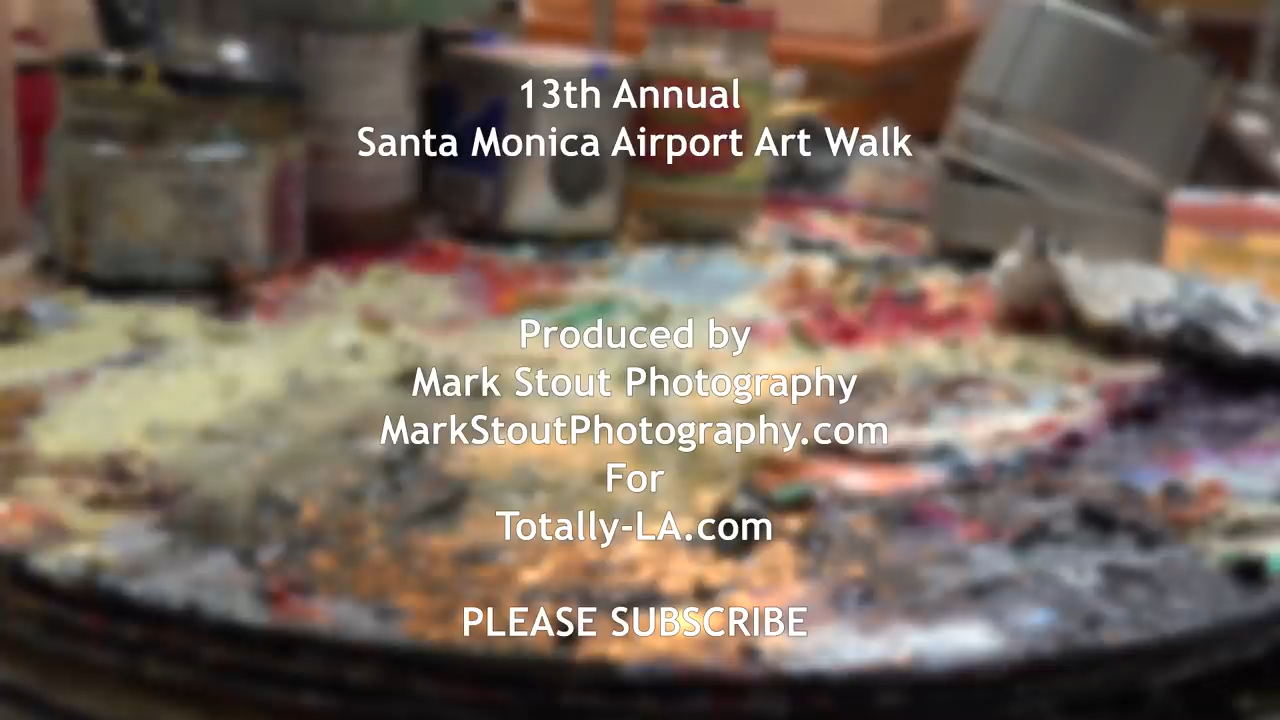 13th Annual
Santa Monica Airport Art Walk
Produced by
Mark Stout Photography
MarkStoutPhotography.com
For
Totally-LA.com
PLEASE SUBSCRIBE